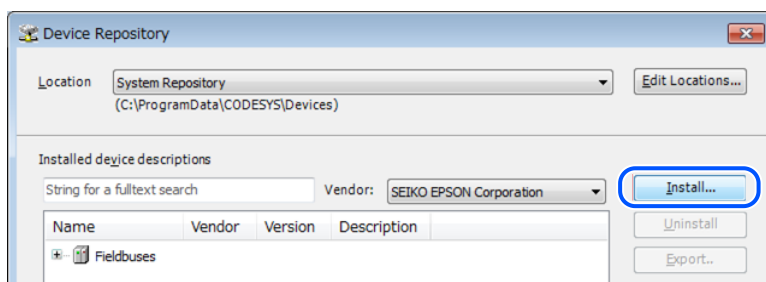 Device Repository
Location System Repository Edit Locations...
(C:\ProgramData\CODESYS\Devices)
Installed device descriptions
String for a fulltext search Vendor: SEIKO EPSON Corporation Install...
Name Vendor Version Description Uninstall
Fieldbuses Export..